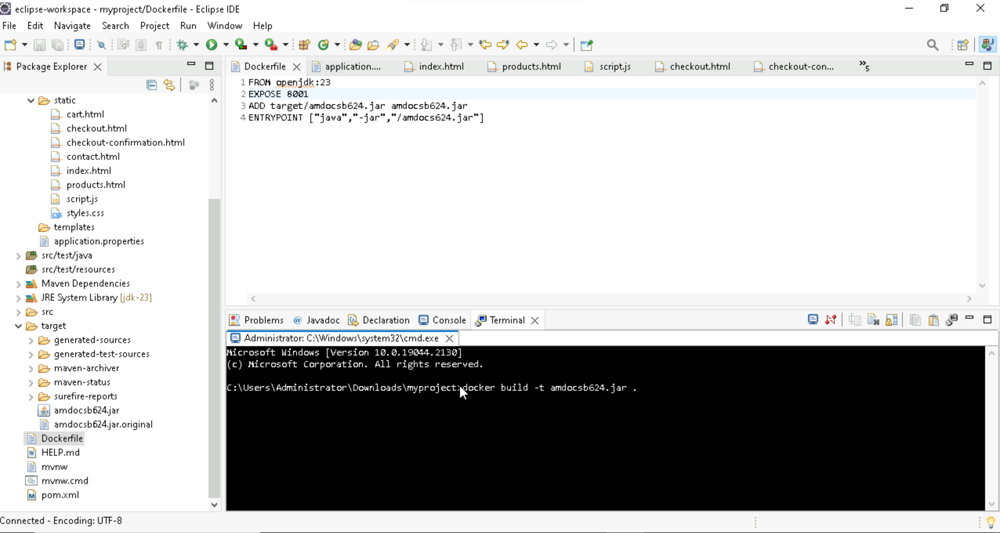 eclipse-workspace - myproject/Dockerfile - Eclipse IDE
File Edit Navigate Search Project Run Window Help
Package Explorer
static
cart.html
checkout.html
checkout-confirmation.html
contact.html
index.html
products.html
script.js
styles.css
templates
application.properties
src/test/java
src/test/resources
Maven Dependencies
JRE System Library [jdk-23]
src
target
generated-sources
generated-test-sources
maven-archiver
maven-status
surefire-reports
amdocsb624.jar
amdocsb624.jar.original
Dockerfile
HELP.md
mvnw
mvnw.cmd
pom.xml
Dockerfile application.... index.html products.html script.js checkout.html checkout-con... »5
1 FROM openjdk:23
2 EXPOSE 8001
3 ADD target/amdocsb624.jar amdocsb624.jar
4 ENTRYPOINT ["java","-jar","/amdocs624.jar"]
Problems @ Javadoc Declaration Console Terminal
Administrator: C:\Windows\system32\cmd.exe
Microsoft Windows [Version 10.0.19044.2130]
(c) Microsoft Corporation. All rights reserved.
C:\Users\Administrator\Downloads\myproject>docker build -t amdocsb624.jar .
Connected - Encoding: UTF-8